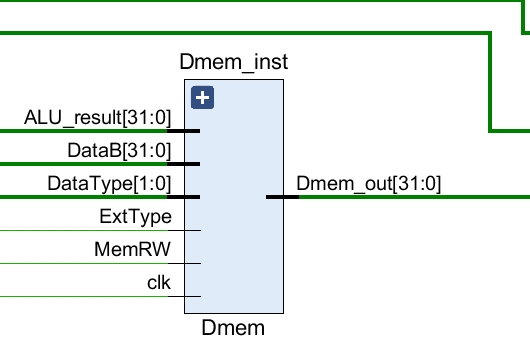 Dmem_inst
ALU_result[31:0]
DataB[31:0]
DataType[1:0]
Dmem_out[31:0]
ExtType
MemRW
clk
Dmem